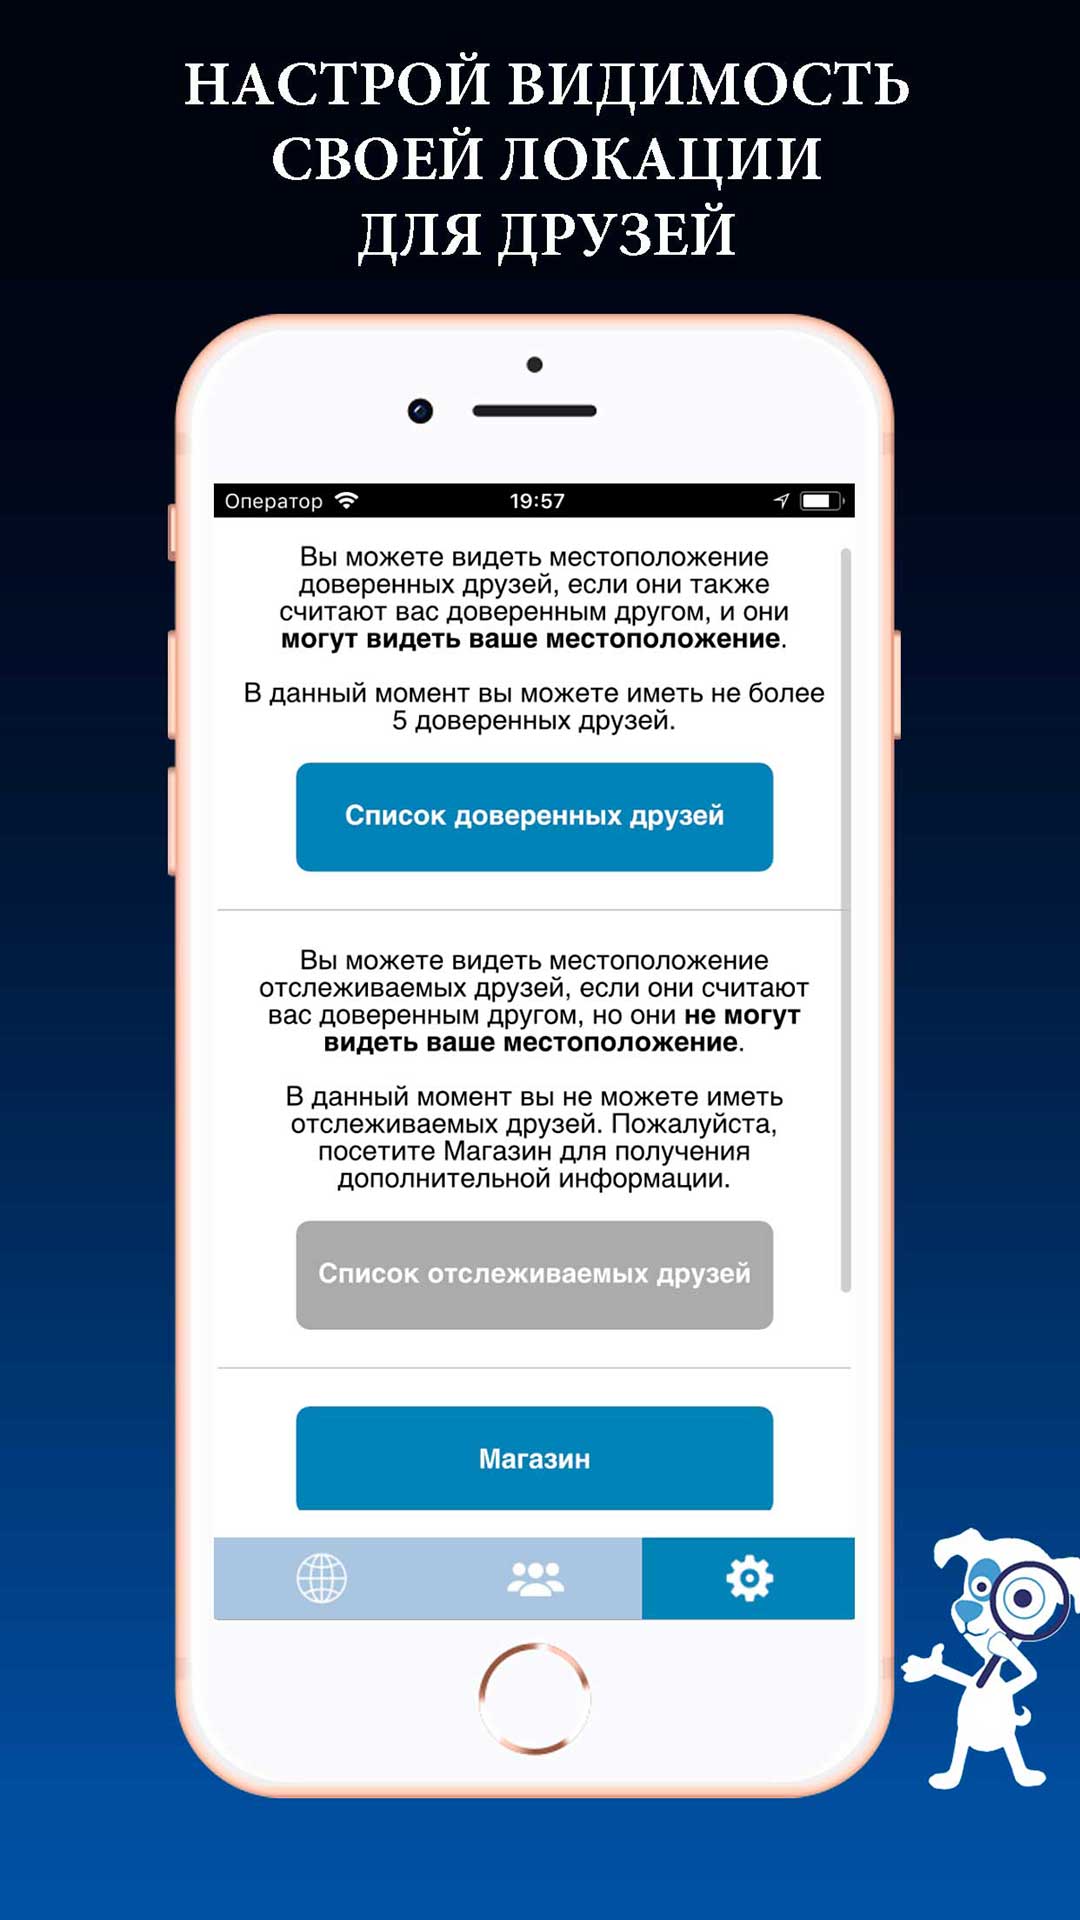 НАСТРОЙ ВИДИМОСТЬ
СВОЕЙ ЛОКАЦИИ
ДЛЯ ДРУЗЕЙ
Оператор 19:57
Вы можете видеть местоположение
доверенных друзей, если они также
считают вас доверенным другом, и они
могут видеть ваше местоположение.
В данный момент вы можете иметь не более
5 доверенных друзей.
Список доверенных друзей
Вы можете видеть местоположение
отслеживаемых друзей, если они считают
вас доверенным другом, но они не могут
видеть ваше местоположение.
В данный момент вы не можете иметь
отслеживаемых друзей. Пожалуйста,
посетите Магазин для получения
дополнительной информации.
Список отслеживаемых друзей
Магазин